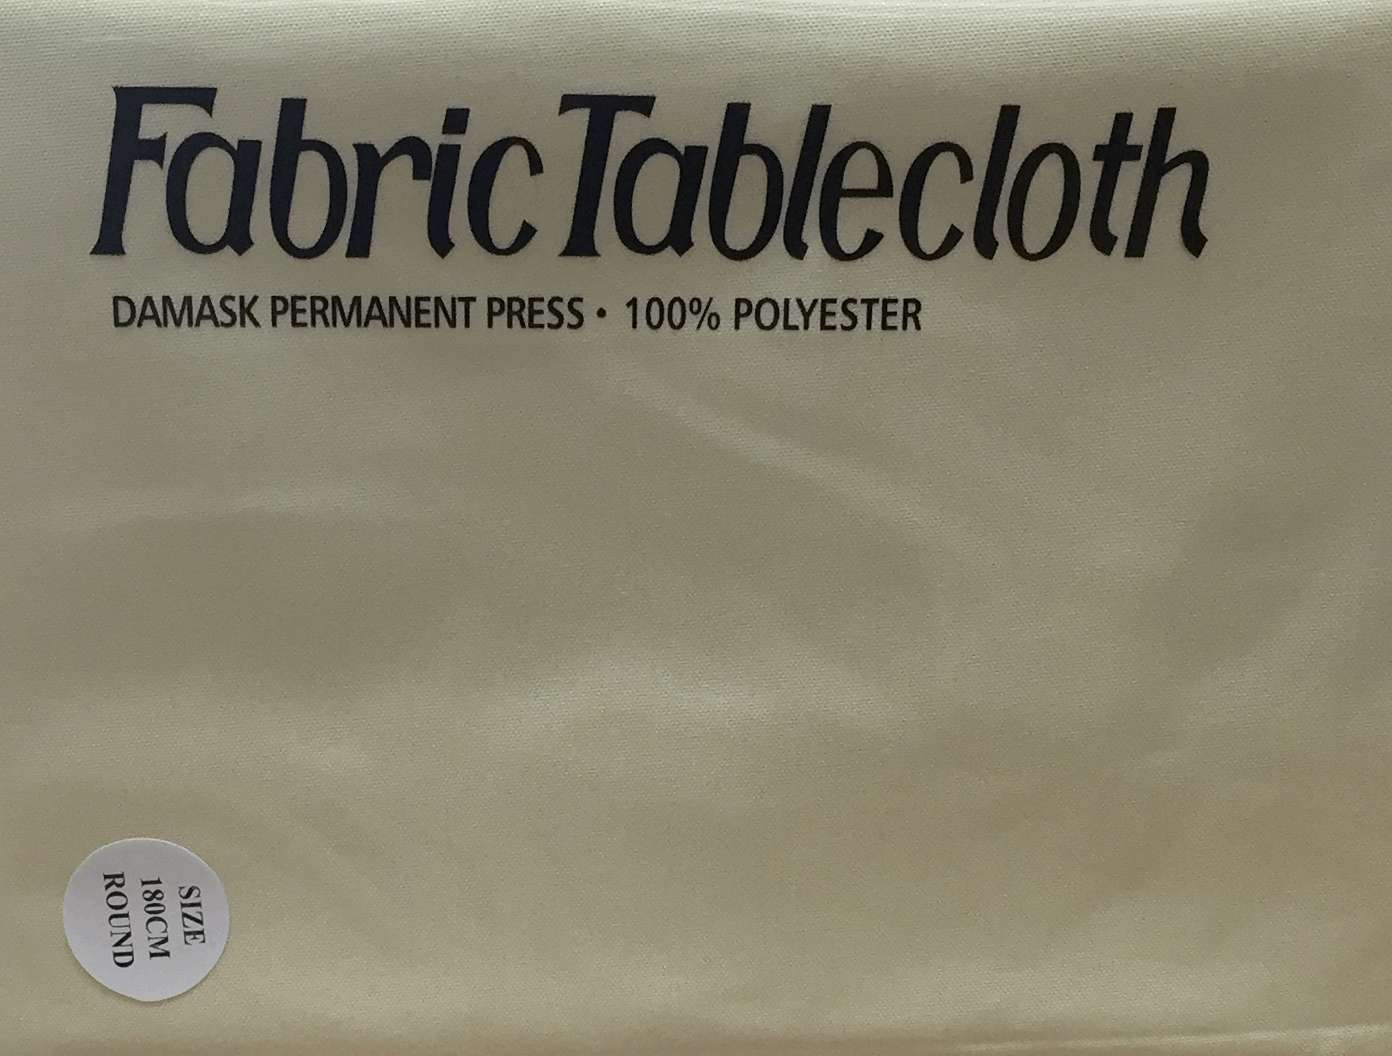 Fabric Tablecloth
DAMASK PERMANENT PRESS • 100% POLYESTER
SIZE
180CM
ROUND